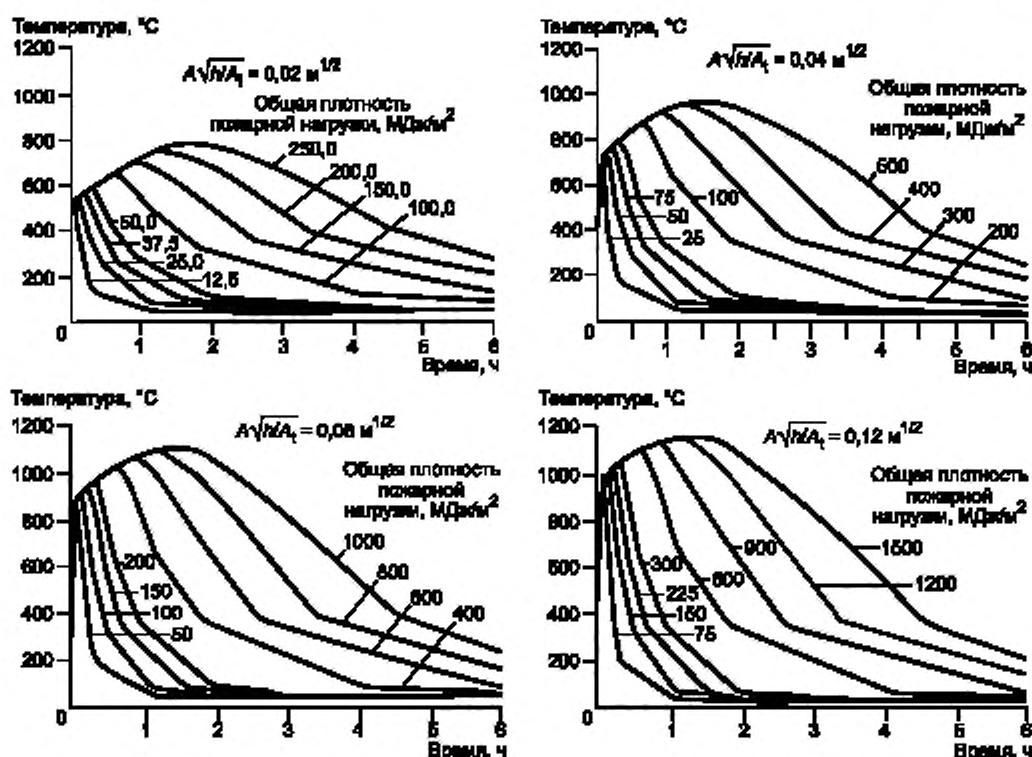 Температура, °C
1200
1000
800
600
400
200
0
A√h/Aₜ = 0,02 м1/2
Общая плотность
пожарной нагрузки, МДж/м2
250,0
200,0
150,0
100,0
50,0
37,5
25,0
12,5
1 2 3 4 5 6
Время, ч
Температура, °C
1200
1000
800
600
400
200
0
A√h/Aₜ = 0,04 м1/2
Общая плотность
пожарной
нагрузки, МДж/м2
600
400
300
200
75
100
50
25
1 2 3 4 5 6
Время, ч
Температура, °C
1200
1000
800
600
400
200
0
A√h/Aₜ = 0,08 м1/2
Общая плотность
пожарной
нагрузки, МДж/м2
1000
800
600
400
200
150
100
50
1 2 3 4 5 6
Время, ч
Температура, °C
1200
1000
800
600
400
200
0
A√h/Aₜ = 0,12 м1/2
Общая плотность
пожарной
нагрузки, МДж/м2
1500
1200
900
600
300
225
150
75
1 2 3 4 5 6
Время, ч